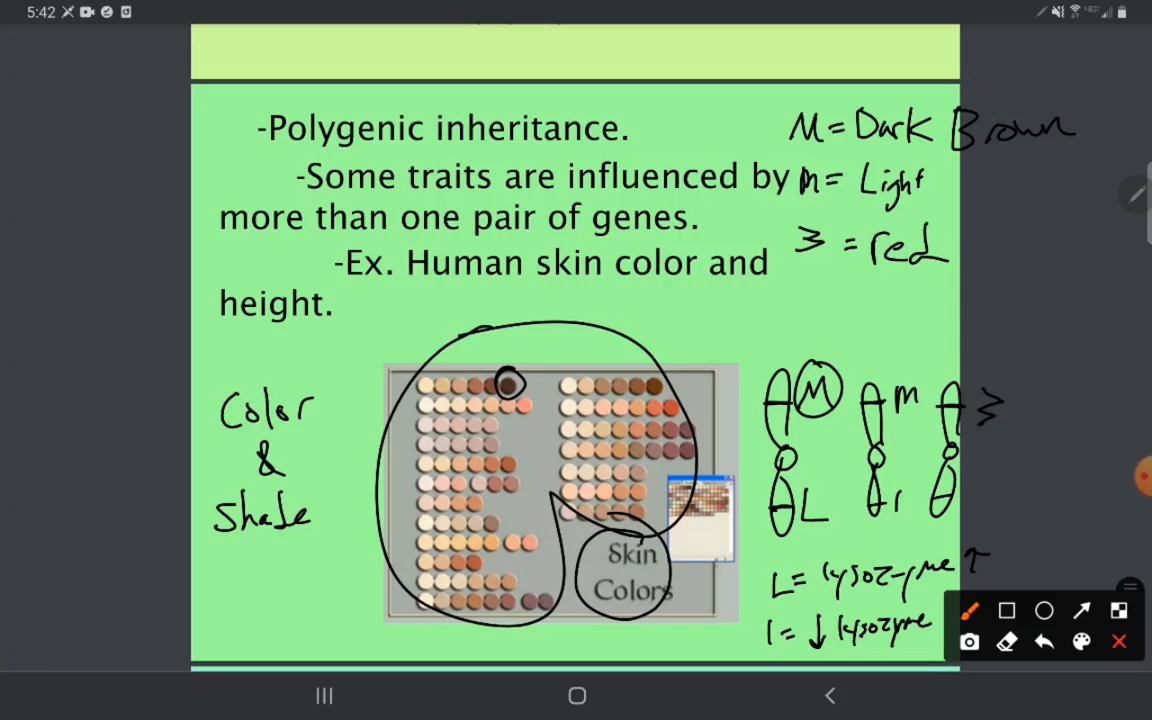 5:42
-Polygenic inheritance.
-Some traits are influenced by
more than one pair of genes.
-Ex. Human skin color and
height.
M = Dark Brown
m = Light
3 = red
Color
&
Shade
Skin
Colors
M m 3
L l
L = lysozyme ↑
l = ↓ lysozyme